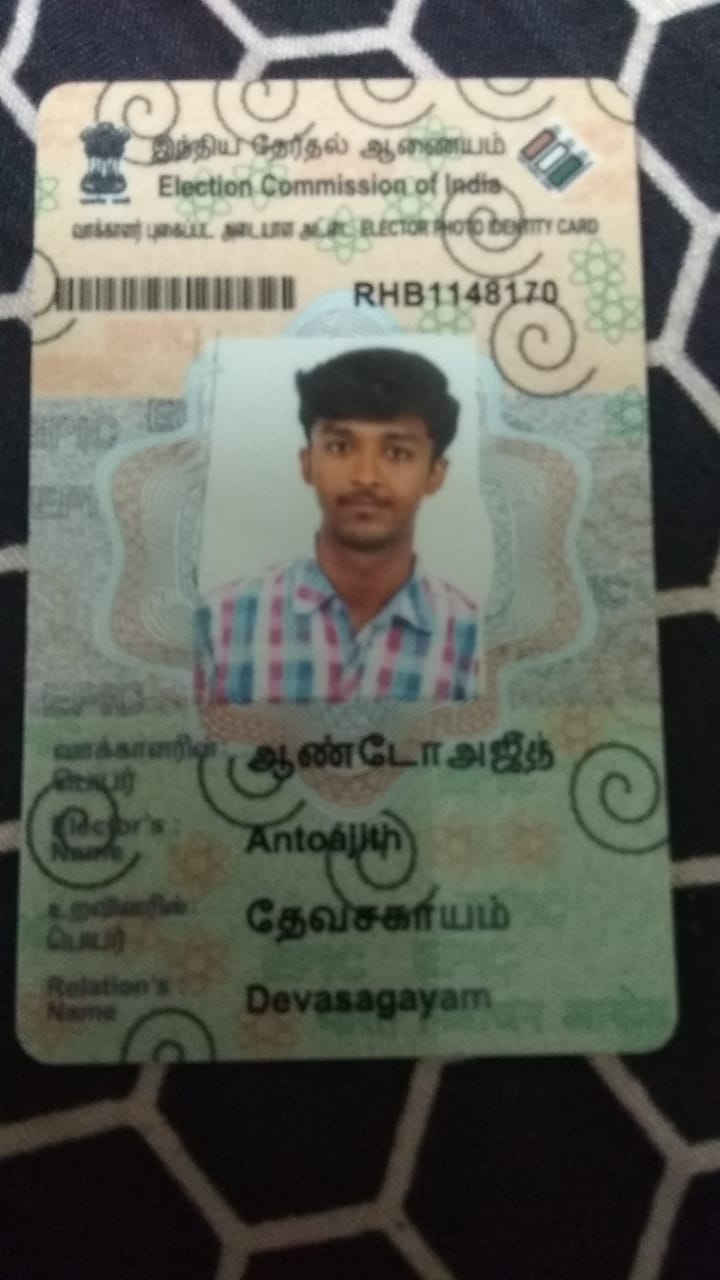 இந்திய தேர்தல் ஆணையம்
Election Commission of India
வாக்காளர் புகைப்பட அடையாள அட்டை ELECTOR PHOTO IDENTITY CARD
RHB1148170
EPIC
வாக்காளரின் பெயர் : ஆண்டோஅஜீத்
Elector's Name : Antoajith
உறவினரின் பெயர் : தேவசகாயம்
Relation's Name : Devasagayam